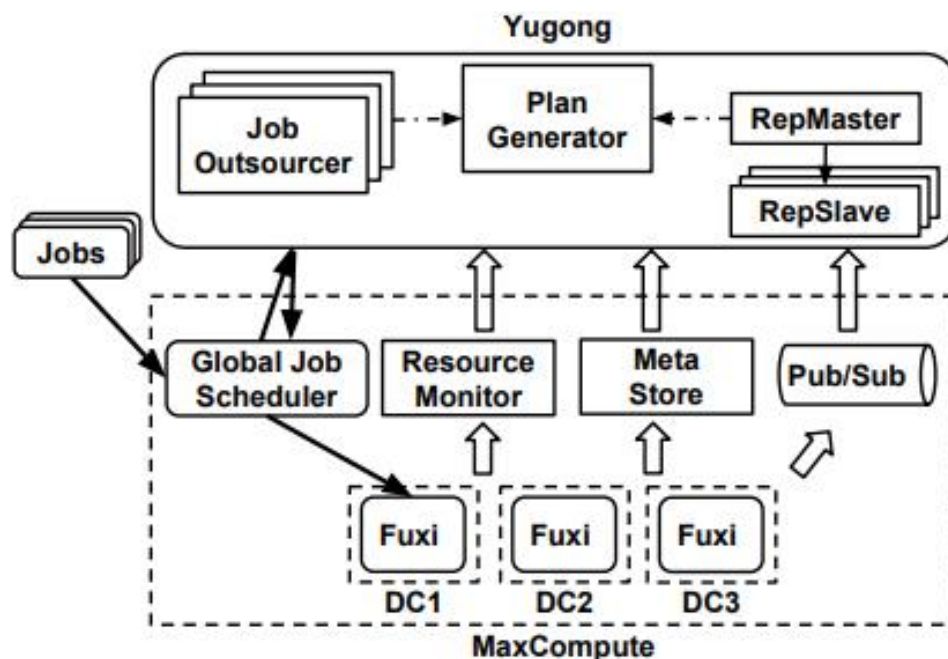 Yugong
Job
Outsourcer
Plan
Generator
RepMaster
RepSlave
Jobs
Global Job
Scheduler
Resource
Monitor
Meta
Store
Pub/Sub
Fuxi
Fuxi
Fuxi
DC1
DC2
DC3
MaxCompute